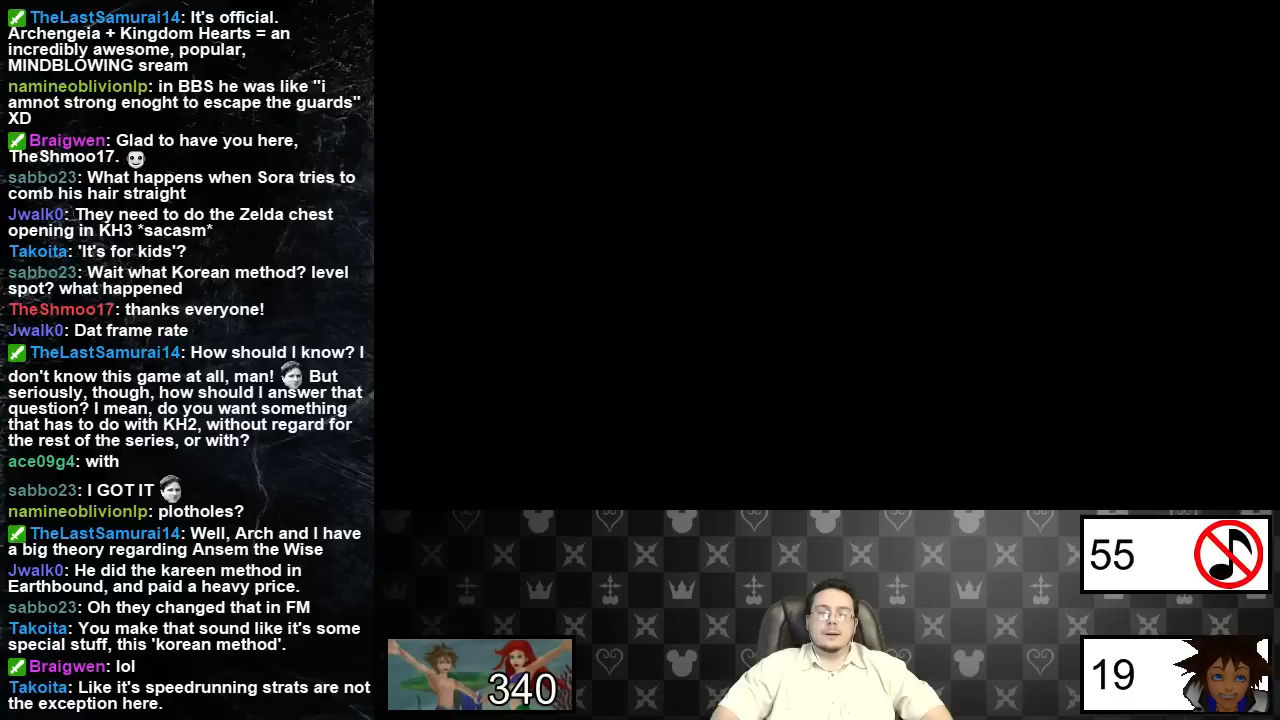 TheLastSamurai14: It's official.
Archengeia + Kingdom Hearts = an
incredibly awesome, popular,
MINDBLOWING sream
namineoblivionlp: in BBS he was like "i
amnot strong enoght to escape the guards"
XD
Braigwen: Glad to have you here,
TheShmoo17.
sabbo23: What happens when Sora tries to
comb his hair straight
Jwalk0: They need to do the Zelda chest
opening in KH3 *sacasm*
Takoita: 'It's for kids'?
sabbo23: Wait what Korean method? level
spot? what happened
TheShmoo17: thanks everyone!
Jwalk0: Dat frame rate
TheLastSamurai14: How should I know? I
don't know this game at all, man! But
seriously, though, how should I answer that
question? I mean, do you want something
that has to do with KH2, without regard for
the rest of the series, or with?
ace09g4: with
sabbo23: I GOT IT
namineoblivionlp: plotholes?
TheLastSamurai14: Well, Arch and I have
a big theory regarding Ansem the Wise
Jwalk0: He did the kareen method in
Earthbound, and paid a heavy price.
sabbo23: Oh they changed that in FM
Takoita: You make that sound like it's some
special stuff, this 'korean method'.
Braigwen: lol
Takoita: Like it's speedrunning strats are not
the exception here.
55
340
19